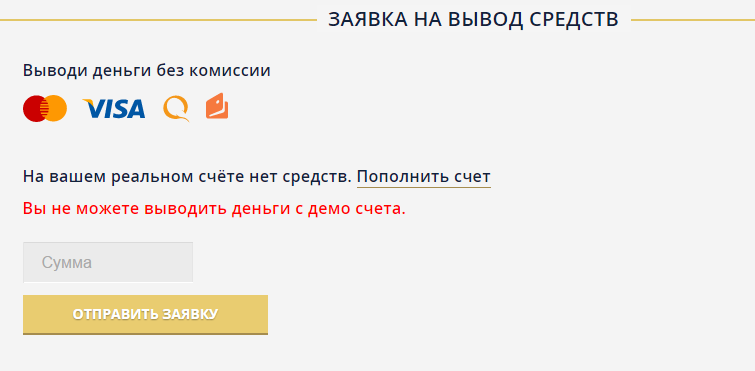 ЗАЯВКА НА ВЫВОД СРЕДСТВ
Выводи деньги без комиссии
VISA
На вашем реальном счёте нет средств. Пополнить счет
Вы не можете выводить деньги с демо счета.
Сумма
ОТПРАВИТЬ ЗАЯВКУ